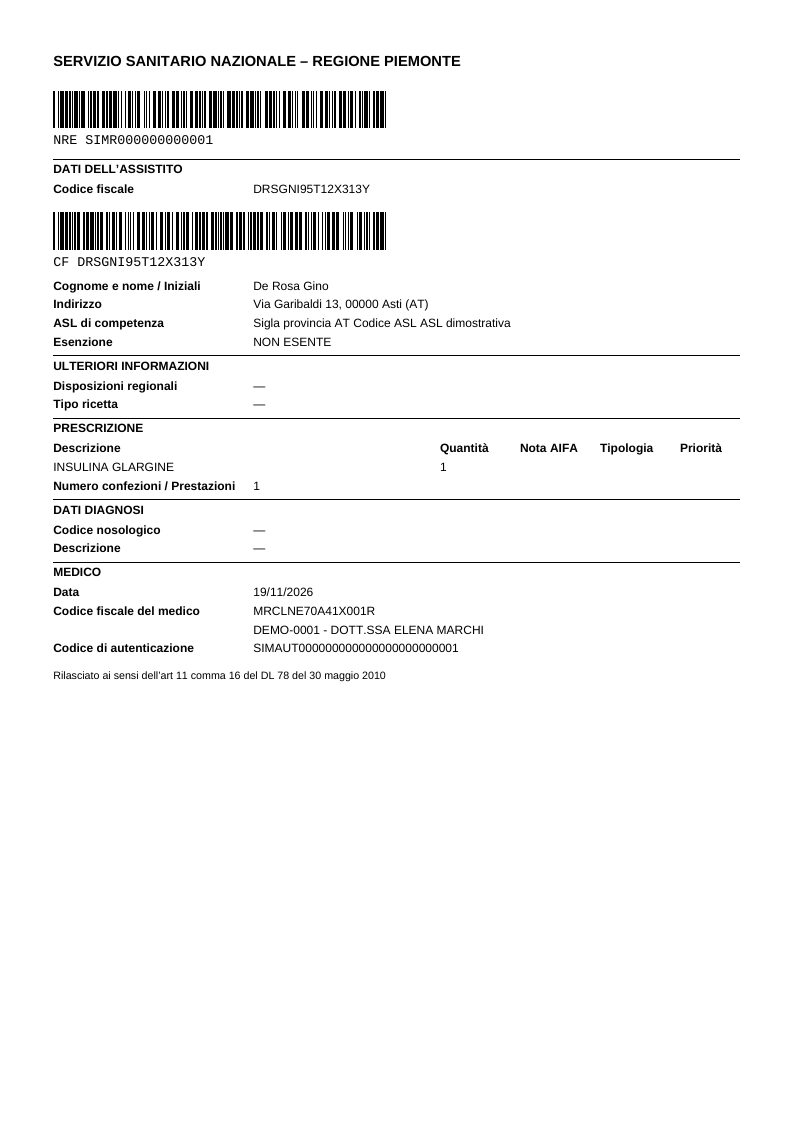 SERVIZIO SANITARIO NAZIONALE – REGIONE PIEMONTE
NRE SIMR000000000001
DATI DELL’ASSISTITO
Codice fiscale DRSGNI95T12X313Y
CF DRSGNI95T12X313Y
Cognome e nome / Iniziali De Rosa Gino
Indirizzo Via Garibaldi 13, 00000 Asti (AT)
ASL di competenza Sigla provincia AT Codice ASL ASL dimostrativa
Esenzione NON ESENTE
ULTERIORI INFORMAZIONI
Disposizioni regionali —
Tipo ricetta —
PRESCRIZIONE
Descrizione Quantità Nota AIFA Tipologia Priorità
INSULINA GLARGINE 1
Numero confezioni / Prestazioni 1
DATI DIAGNOSI
Codice nosologico —
Descrizione —
MEDICO
Data 19/11/2026
Codice fiscale del medico MRCLNE70A41X001R
DEMO-0001 - DOTT.SSA ELENA MARCHI
Codice di autenticazione SIMAUT000000000000000000000001
Rilasciato ai sensi dell’art 11 comma 16 del DL 78 del 30 maggio 2010